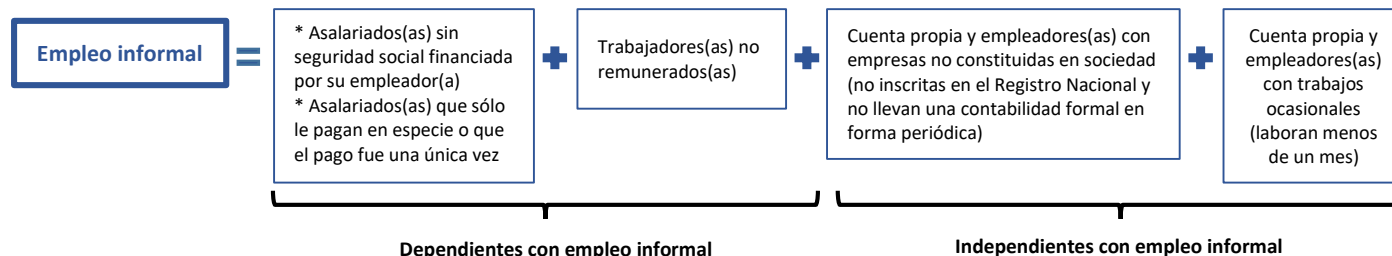 Empleo informal
=
* Asalariados(as) sin
seguridad social financiada
por su empleador(a)
* Asalariados(as) que sólo
le pagan en especie o que
el pago fue una única vez
+
Trabajadores(as) no
remunerados(as)
+
Cuenta propia y empleadores(as) con
empresas no constituidas en sociedad
(no inscritas en el Registro Nacional y
no llevan una contabilidad formal en
forma periódica)
+
Cuenta propia y
empleadores(as)
con trabajos
ocasionales
(laboran menos
de un mes)
Dependientes con empleo informal
Independientes con empleo informal